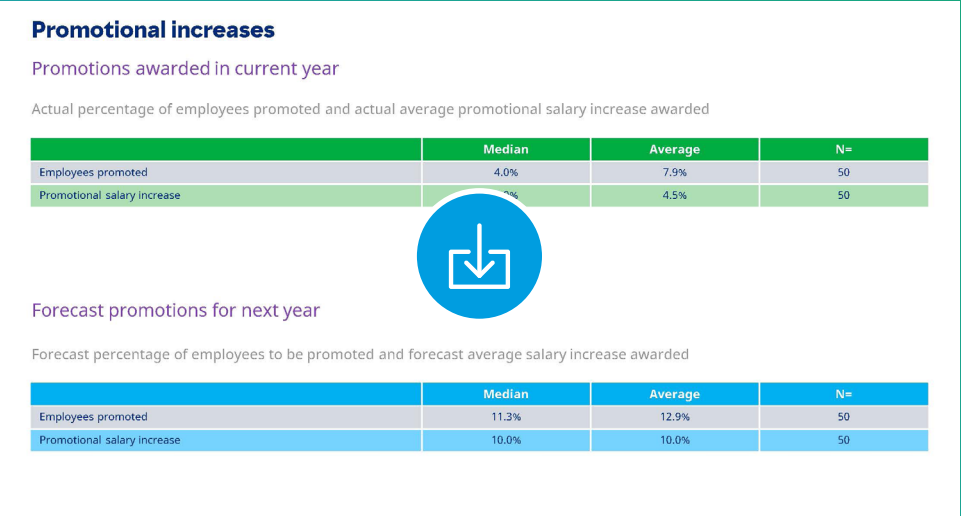 Promotional increases
Promotions awarded in current year
Actual percentage of employees promoted and actual average promotional salary increase awarded
Median Average N=
Employees promoted 4.0% 7.9% 50
Promotional salary increase 4.5% 50
Forecast promotions for next year
Forecast percentage of employees to be promoted and forecast average salary increase awarded
Median Average N=
Employees promoted 11.3% 12.9% 50
Promotional salary increase 10.0% 10.0% 50